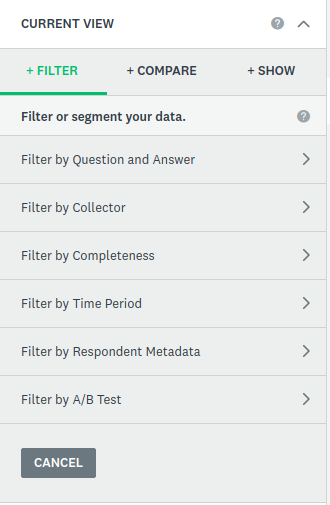 CURRENT VIEW ?
+ FILTER + COMPARE + SHOW
Filter or segment your data. ?
Filter by Question and Answer
Filter by Collector
Filter by Completeness
Filter by Time Period
Filter by Respondent Metadata
Filter by A/B Test
CANCEL